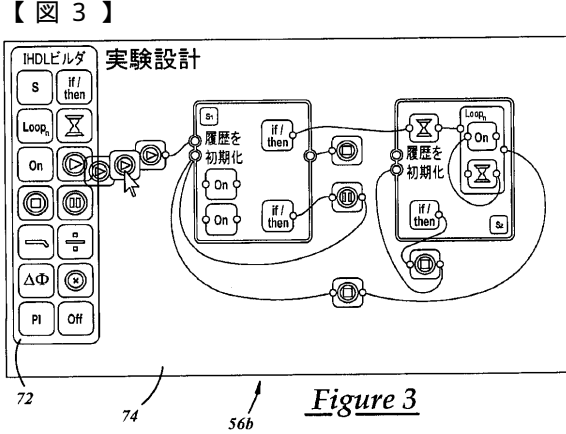 【図３】
IHDLビルダ
実験設計
S
if / then
Loopn
On
ΔΦ
PI
Off
S1
履歴を
初期化
On
On
if / then
if / then
履歴を
初期化
if / then
Loopn
On
S2
72
74
56b
Figure 3